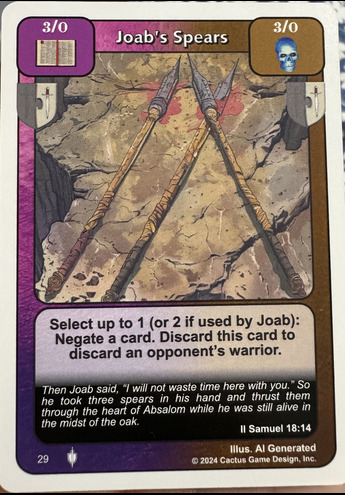 3/0
Joab's Spears
3/0
Select up to 1 (or 2 if used by Joab):
Negate a card. Discard this card to
discard an opponent's warrior.
Then Joab said, "I will not waste time here with you." So
he took three spears in his hand and thrust them
through the heart of Absalom while he was still alive in
the midst of the oak.
II Samuel 18:14
Illus. AI Generated
29
© 2024 Cactus Game Design, Inc.